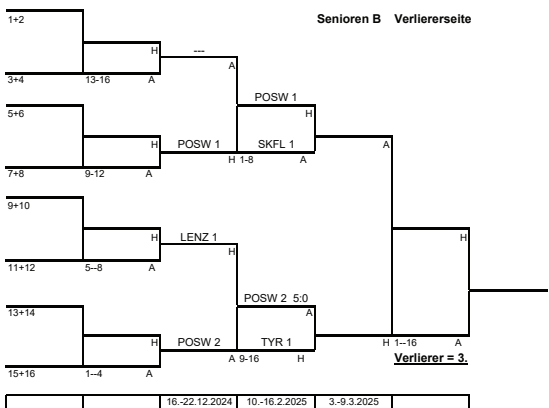 Senioren B Verliererseite
1+2
H
---
3+4
13-16
A
A
POSW 1
5+6
H
H
POSW 1
SKFL 1
A
7+8
9-12
A
H
1-8
A
9+10
H
LENZ 1
H
H
11+12
5--8
A
POSW 2 5:0
13+14
A
H
POSW 2
TYR 1
H
1--16
A
15+16
1--4
A
A
9-16
H
Verlierer = 3.
16.-22.12.2024
10.-16.2.2025
3.-9.3.2025